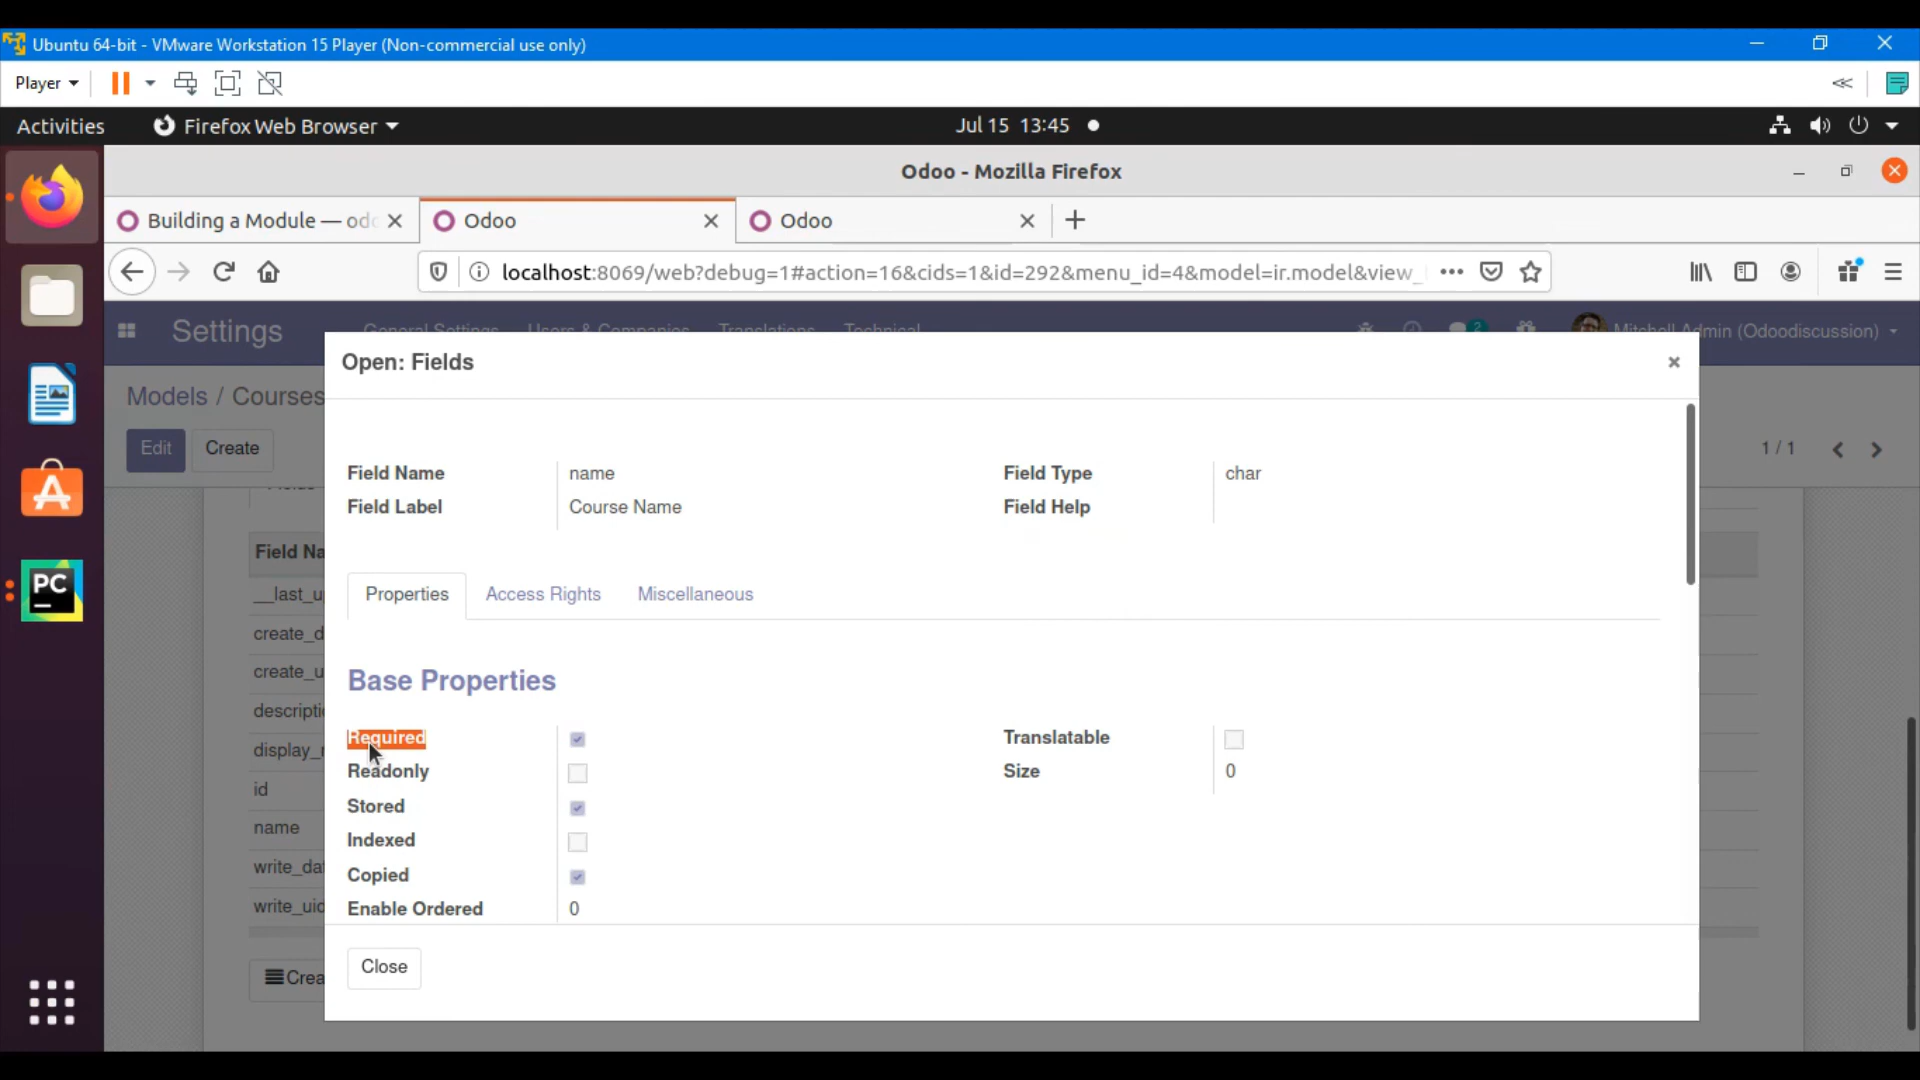 Ubuntu 64-bit - VMware Workstation 15 Player (Non-commercial use only)
Player
Activities
Firefox Web Browser
Jul 15 13:45
Odoo - Mozilla Firefox
Building a Module — odo
Odoo
Odoo
localhost:8069/web?debug=1#action=16&cids=1&id=292&menu_id=4&model=ir.model&view_
Settings
General Settings
Users & Companies
Translations
Technical
2
Mitchell Admin (Odoodiscussion)
Open: Fields
Models / Courses
Edit
Create
1 / 1
Field Name
name
Field Type
char
Field Label
Course Name
Field Help
Field Na
__last_u
create_d
create_u
descripti
display_
id
name
write_da
write_uid
Crea
Properties
Access Rights
Miscellaneous
Base Properties
Required
Translatable
Readonly
Size
0
Stored
Indexed
Copied
Enable Ordered
0
Close
PC